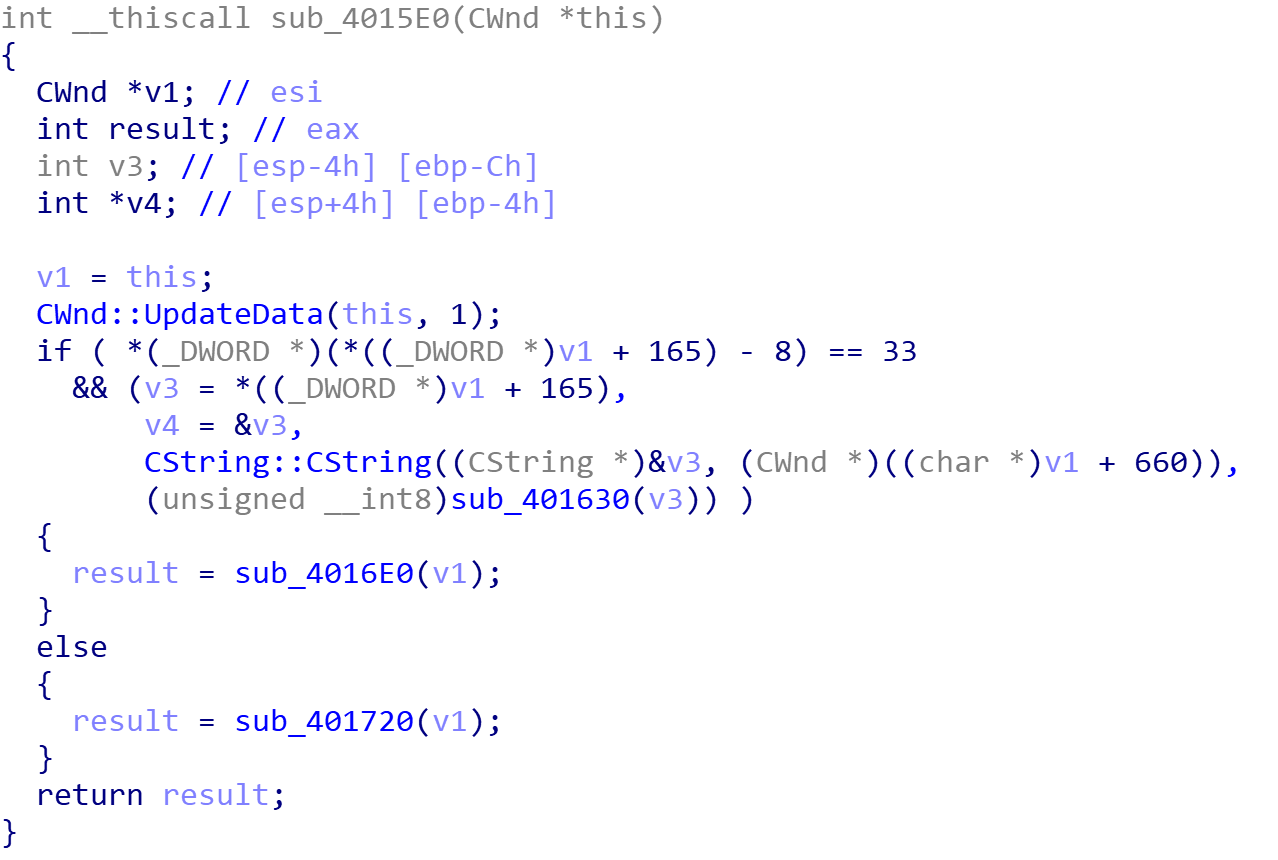 int __thiscall sub_4015E0(CWnd *this)
{
  CWnd *v1; // esi
  int result; // eax
  int v3; // [esp-4h] [ebp-Ch]
  int *v4; // [esp+4h] [ebp-4h]

  v1 = this;
  CWnd::UpdateData(this, 1);
  if ( *(_DWORD *)(*((_DWORD *)v1 + 165) - 8) == 33
    && (v3 = *((_DWORD *)v1 + 165),
        v4 = &v3,
        CString::CString((CString *)&v3, (CWnd *)((char *)v1 + 660)),
        (unsigned __int8)sub_401630(v3)) )
  {
    result = sub_4016E0(v1);
  }
  else
  {
    result = sub_401720(v1);
  }
  return result;
}